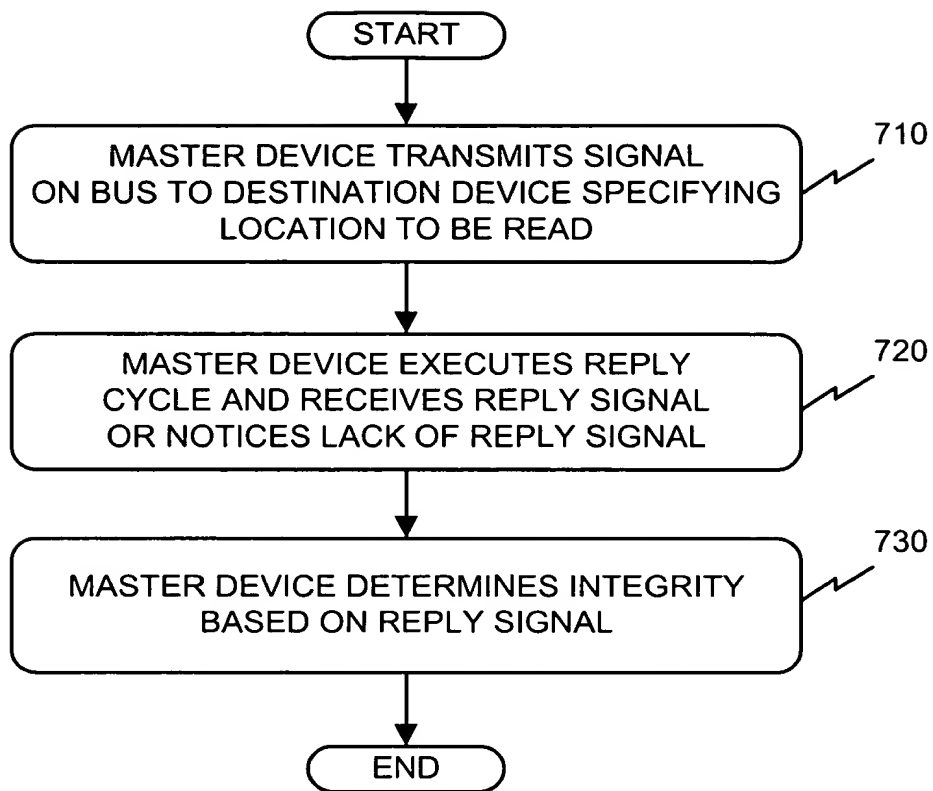 START
MASTER DEVICE TRANSMITS SIGNAL
ON BUS TO DESTINATION DEVICE SPECIFYING
LOCATION TO BE READ
710
MASTER DEVICE EXECUTES REPLY
CYCLE AND RECEIVES REPLY SIGNAL
OR NOTICES LACK OF REPLY SIGNAL
720
MASTER DEVICE DETERMINES INTEGRITY
BASED ON REPLY SIGNAL
730
END